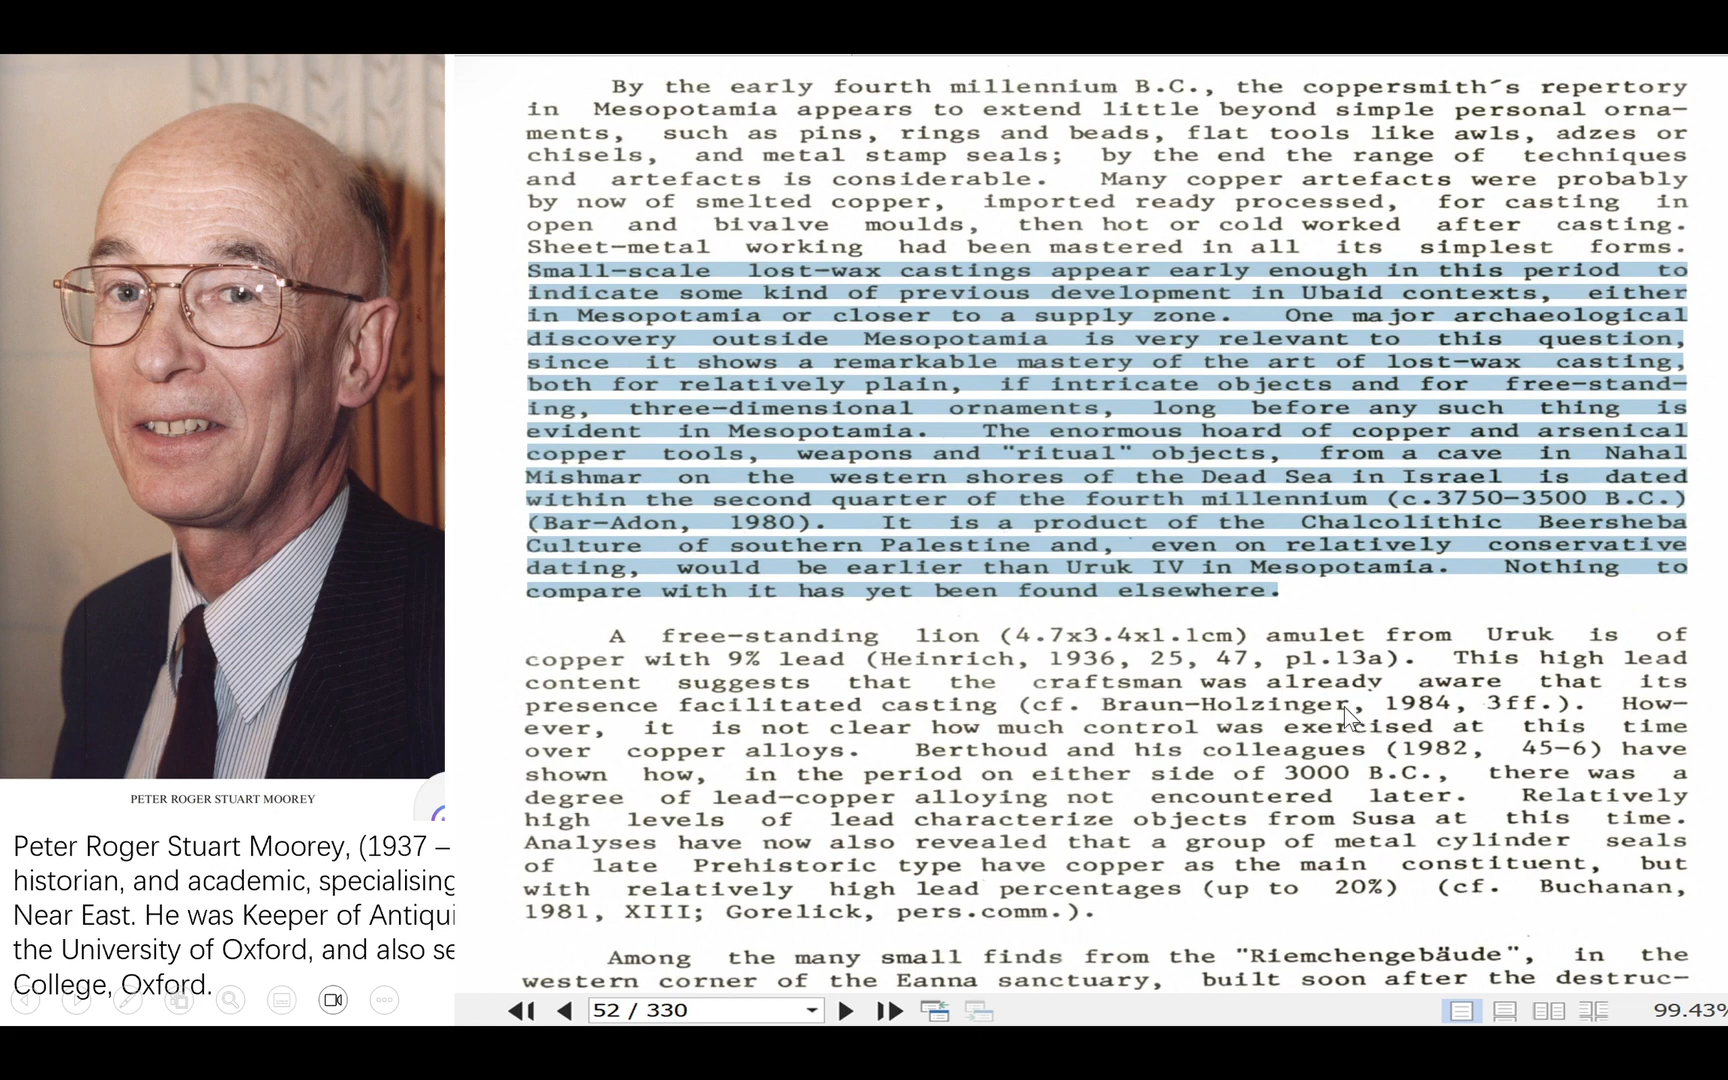 PETER ROGER STUART MOOREY
Peter Roger Stuart Moorey, (1937 –
historian, and academic, specialising
Near East. He was Keeper of Antiqui
the University of Oxford, and also se
College, Oxford.
By the early fourth millennium B.C., the coppersmith´s repertory
in Mesopotamia appears to extend little beyond simple personal orna-
ments, such as pins, rings and beads, flat tools like awls, adzes or
chisels, and metal stamp seals; by the end the range of techniques
and artefacts is considerable. Many copper artefacts were probably
by now of smelted copper, imported ready processed, for casting in
open and bivalve moulds, then hot or cold worked after casting.
Sheet-metal working had been mastered in all its simplest forms.
Small-scale lost-wax castings appear early enough in this period to
indicate some kind of previous development in Ubaid contexts, either
in Mesopotamia or closer to a supply zone. One major archaeological
discovery outside Mesopotamia is very relevant to this question,
since it shows a remarkable mastery of the art of lost-wax casting,
both for relatively plain, if intricate objects and for free-stand-
ing, three-dimensional ornaments, long before any such thing is
evident in Mesopotamia. The enormous hoard of copper and arsenical
copper tools, weapons and "ritual" objects, from a cave in Nahal
Mishmar on the western shores of the Dead Sea in Israel is dated
within the second quarter of the fourth millennium (c.3750-3500 B.C.)
(Bar-Adon, 1980). It is a product of the Chalcolithic Beersheba
Culture of southern Palestine and, even on relatively conservative
dating, would be earlier than Uruk IV in Mesopotamia. Nothing to
compare with it has yet been found elsewhere.
A free-standing lion (4.7x3.4x1.1cm) amulet from Uruk is of
copper with 9% lead (Heinrich, 1936, 25, 47, pl.13a). This high lead
content suggests that the craftsman was already aware that its
presence facilitated casting (cf. Braun-Holzinger, 1984, 3ff.). How-
ever, it is not clear how much control was exercised at this time
over copper alloys. Berthoud and his colleagues (1982, 45-6) have
shown how, in the period on either side of 3000 B.C., there was a
degree of lead-copper alloying not encountered later. Relatively
high levels of lead characterize objects from Susa at this time.
Analyses have now also revealed that a group of metal cylinder seals
of late Prehistoric type have copper as the main constituent, but
with relatively high lead percentages (up to 20%) (cf. Buchanan,
1981, XIII; Gorelick, pers.comm.).
Among the many small finds from the "Riemchengebäude", in the
western corner of the Eanna sanctuary, built soon after the destruc-
52 / 330
99.43%